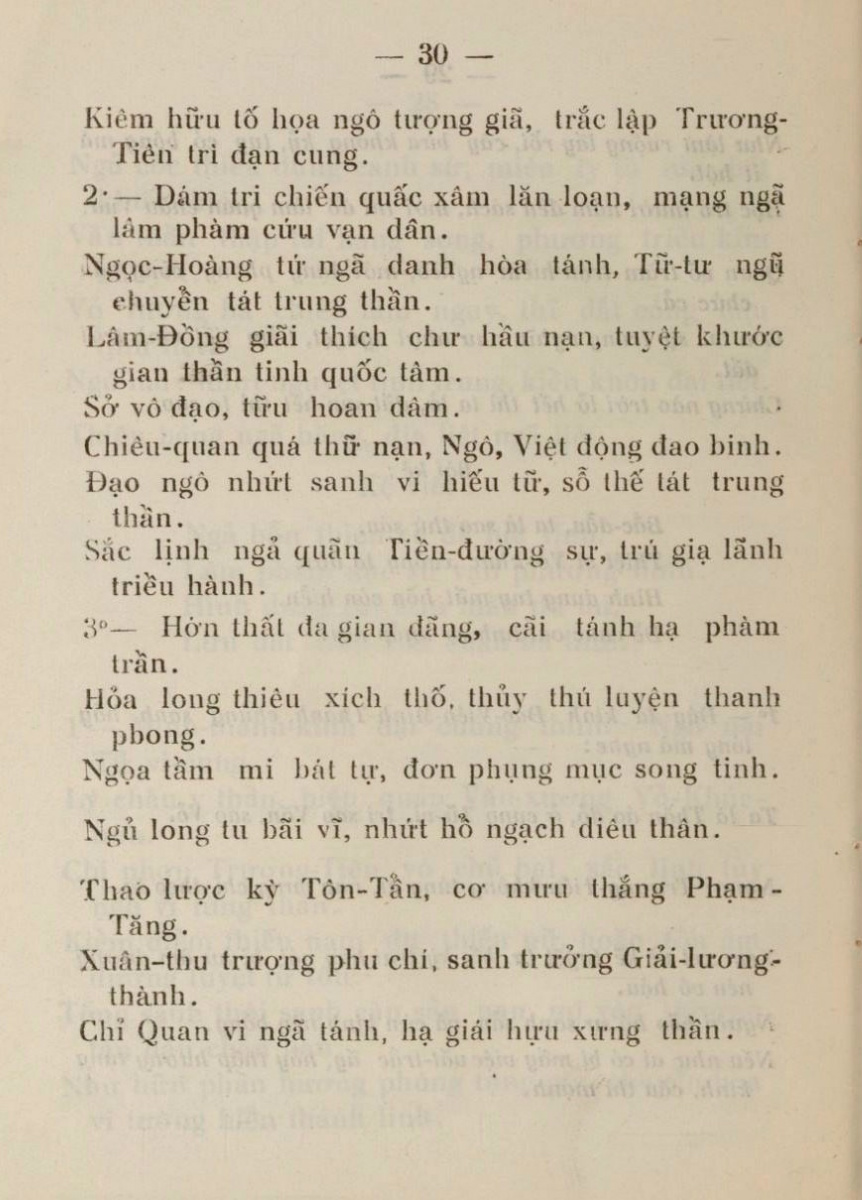 — 30 —
Kiêm hữu tố họa ngô tượng giã, trắc lập Trương-
Tiên tri đạn cung.
2·— Dám tri chiến quấc xâm lăn loạn, mạng ngã
lâm phàm cứu vạn dân.
Ngọc-Hoàng tứ ngã danh hòa tánh, Tữ-tư ngũ
chuyển tát trung thần.
Lâm-Đồng giãi thích chư hầu nạn, tuyệt khước
gian thần tinh quốc tâm.
Sở vô đạo, tữu hoan dâm.
Chiêu-quan quá thữ nạn, Ngô, Việt động đao binh.
Đạo ngô nhứt sanh vi hiếu tữ, sỗ thế tát trung
thần.
Sắc lịnh ngả quãn Tiền-đường sự, trú giạ lãnh
triều hành.
3º— Hớn thất đa gian đãng, cãi tánh hạ phàm
trần.
Hỏa long thiêu xích thố, thủy thú luyện thanh
pbong.
Ngọa tầm mi bát tự, đơn phụng mục song tinh.
Ngủ long tu bãi vĩ, nhứt hổ ngạch diêu thân.
Thao lược kỳ Tôn-Tần, cơ mưu thắng Phạm-
Tăng.
Xuân-thu trượng phu chí, sanh trưởng Giải-lương-
thành.
Chỉ Quan vi ngã tánh, hạ giái hựu xưng thần.